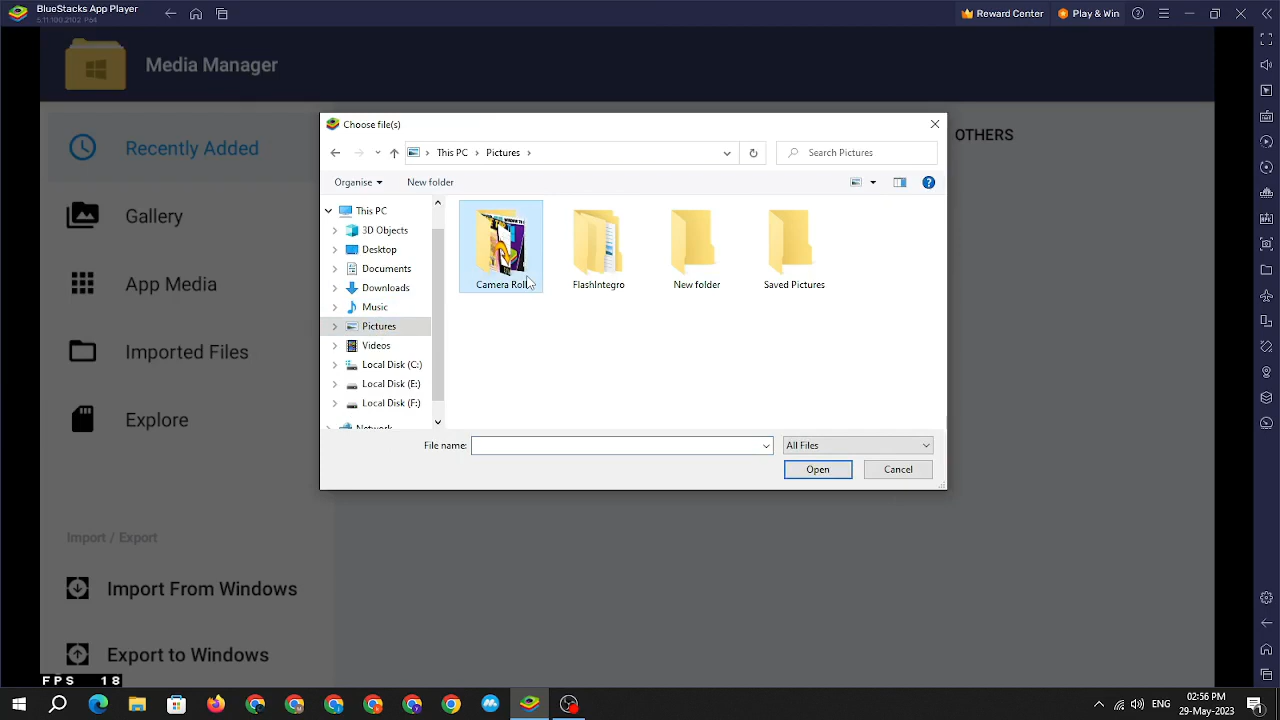 BlueStacks App Player
5.11.100.2102 P64
Reward Center
Play & Win
Media Manager
Recently Added
Gallery
App Media
Imported Files
Explore
Import / Export
Import From Windows
Export to Windows
OTHERS
Choose file(s)
This PC
Pictures
Search Pictures
Organise
New folder
This PC
3D Objects
Desktop
Documents
Downloads
Music
Pictures
Videos
Local Disk (C:)
Local Disk (E:)
Local Disk (F:)
Network
Camera Roll
FlashIntegro
New folder
Saved Pictures
File name:
All Files
Open
Cancel
FPS 18
ENG
02:56 PM
29-May-2023